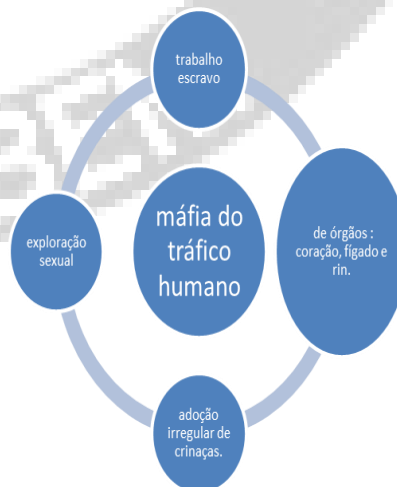 trabalho
escravo
máfia do
tráfico
humano
de órgãos :
coração, fígado e
rin.
exploração
sexual
adoção
irregular de
crinaças.